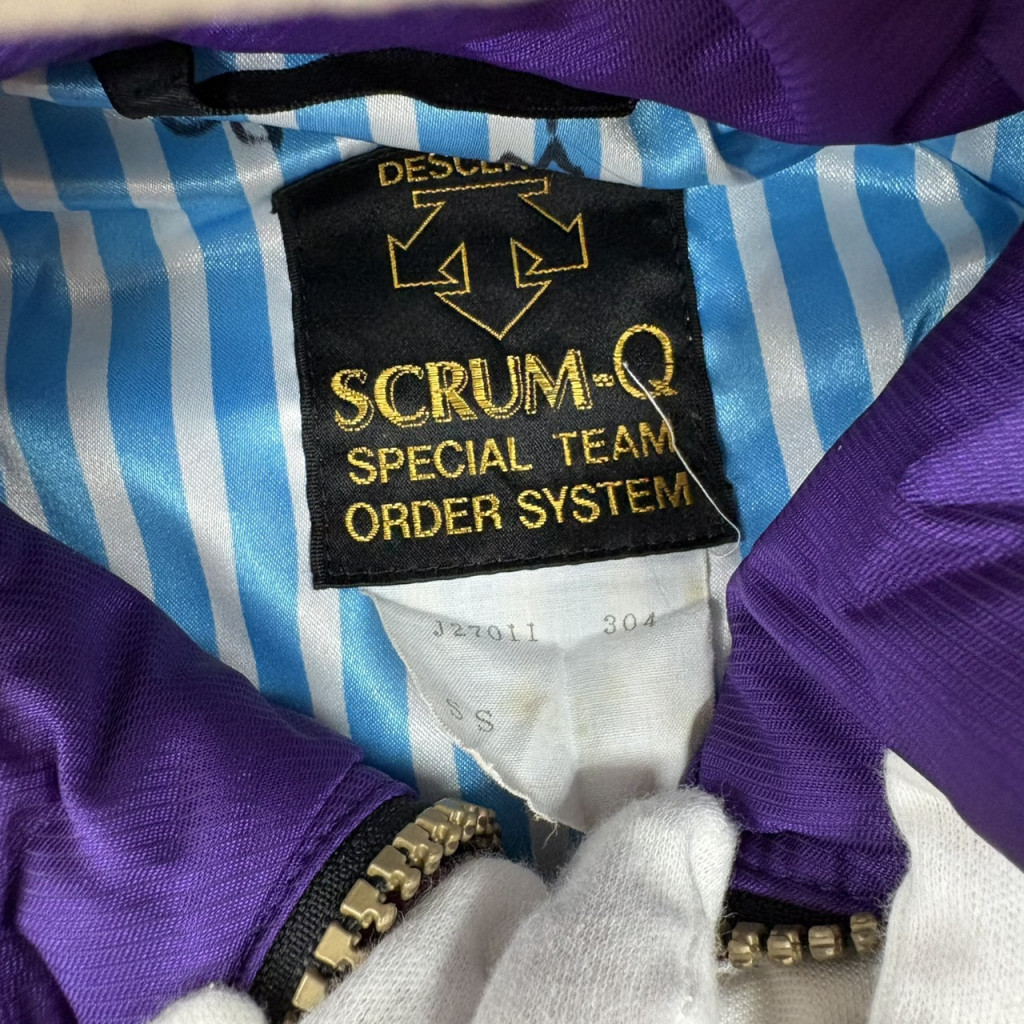 SCRUM-Q
SPECIAL TEAM
ORDER SYSTEM
J27011 304
SS